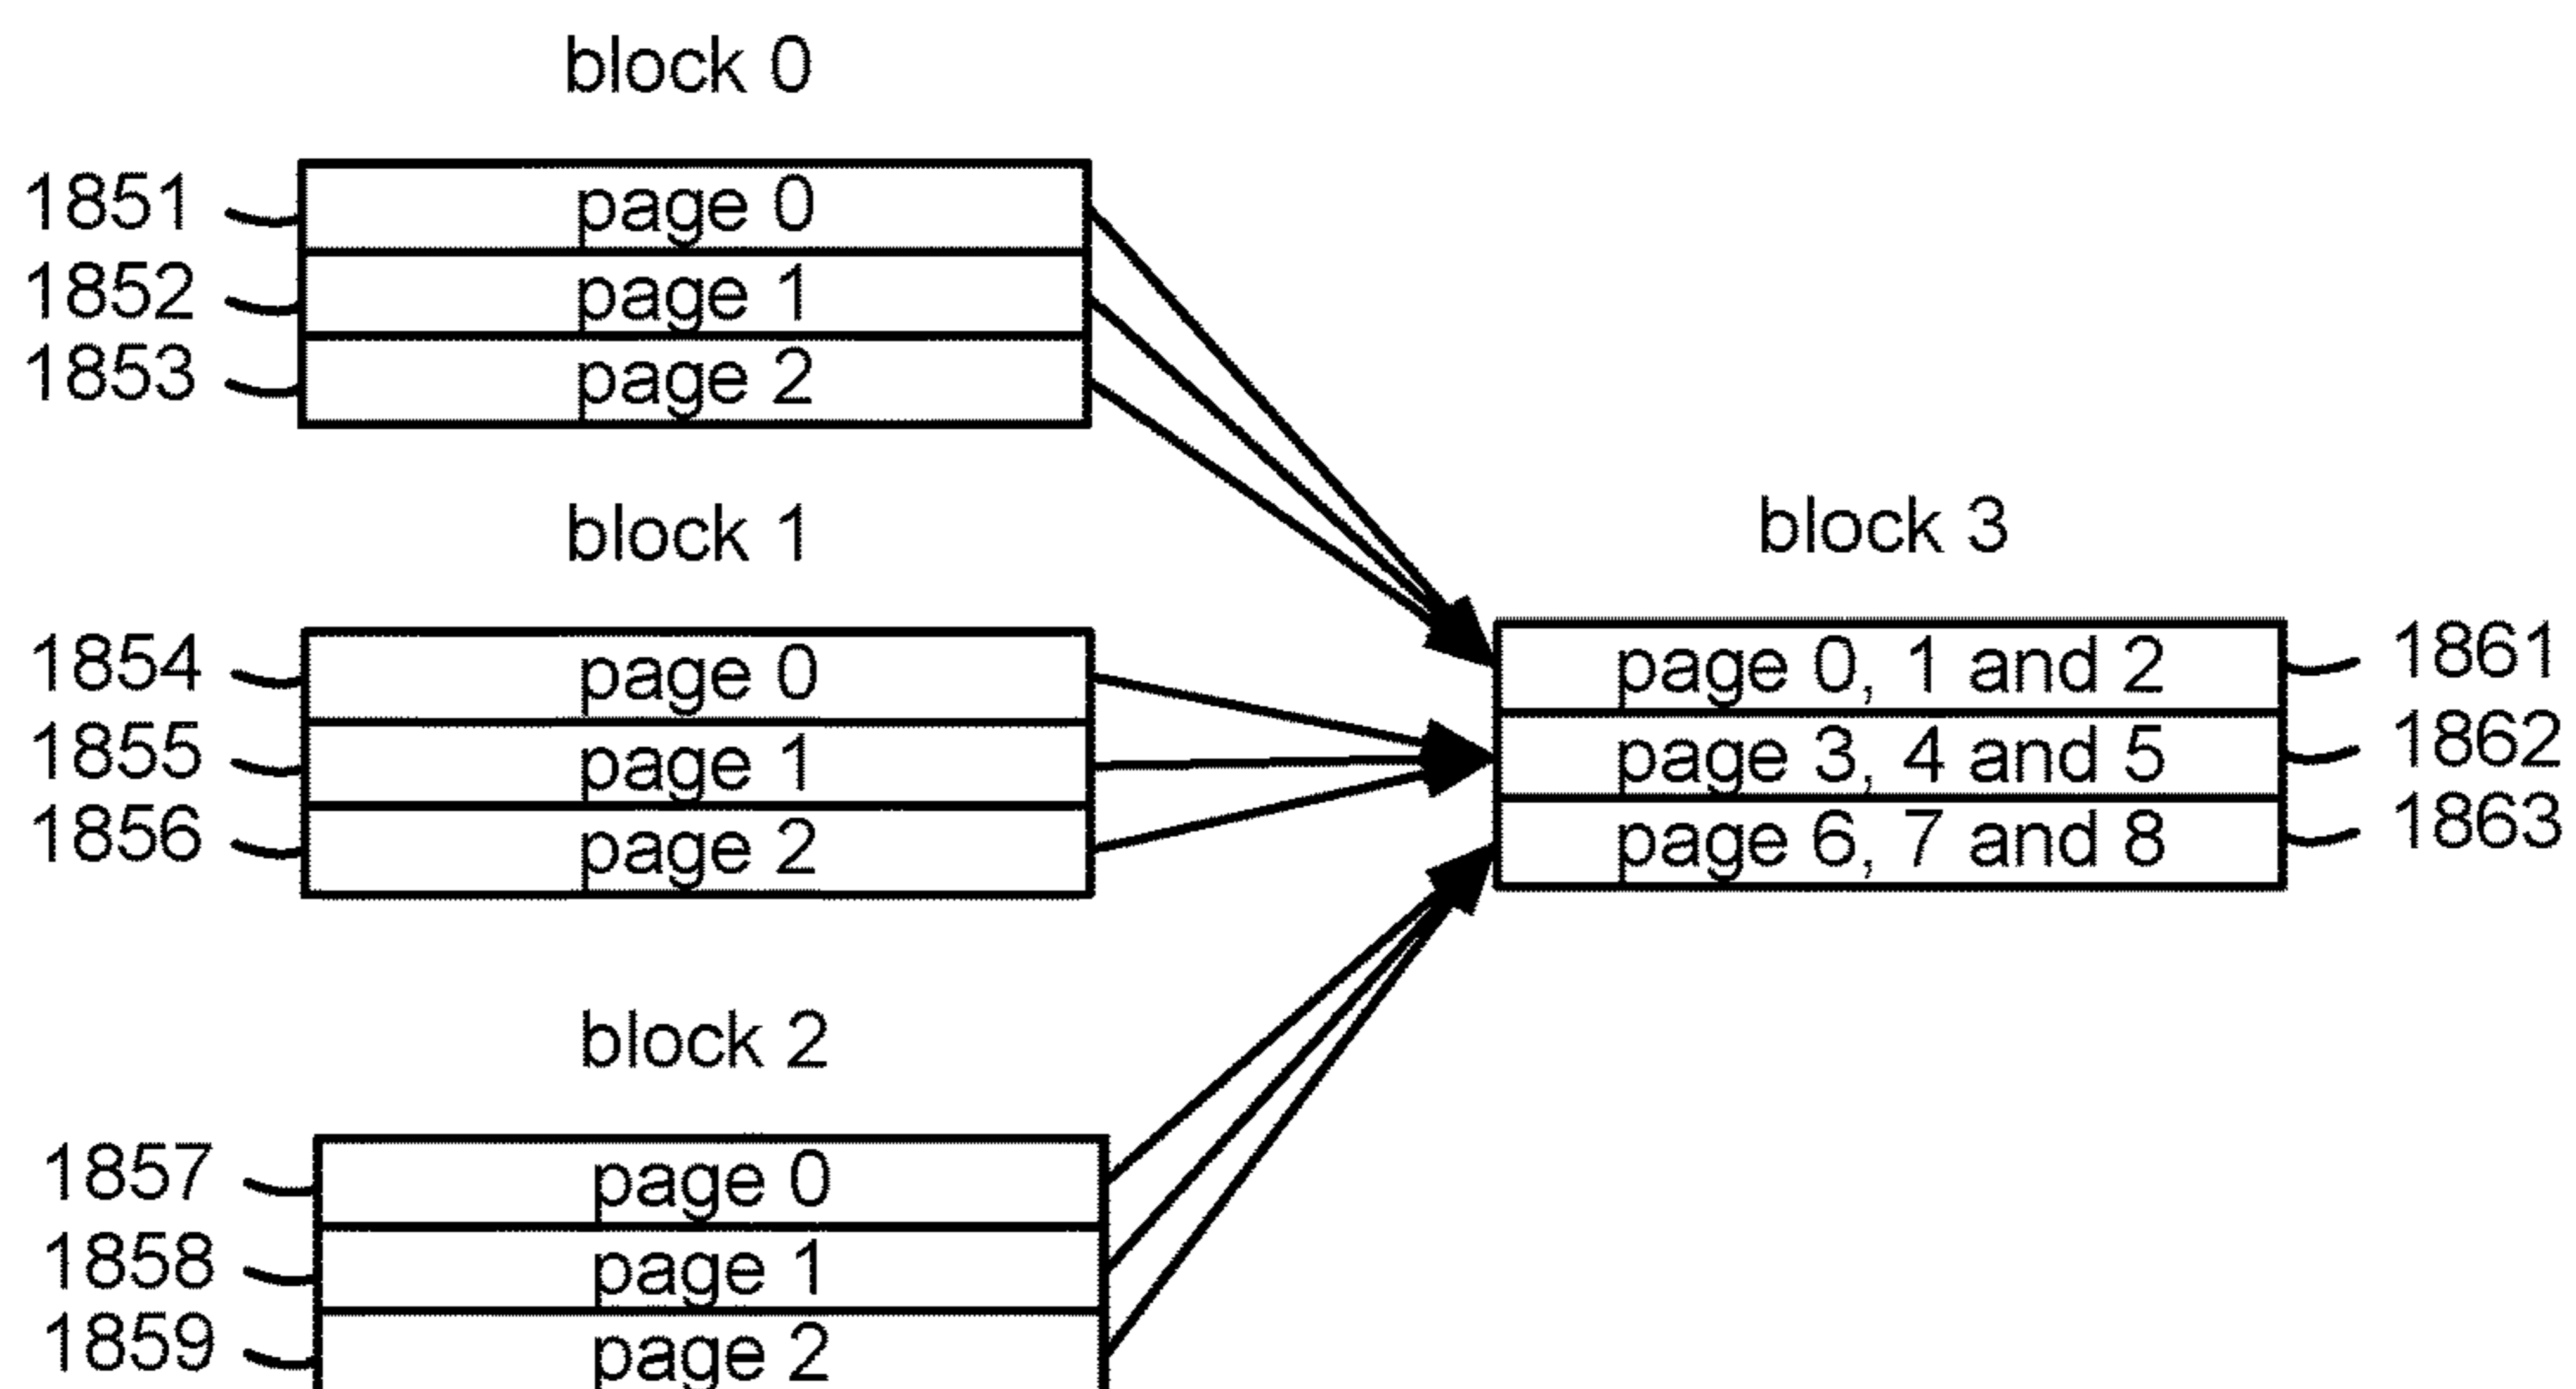 block 0
1851 page 0
1852 page 1
1853 page 2
block 1
1854 page 0
1855 page 1
1856 page 2
block 3
page 0, 1 and 2 1861
page 3, 4 and 5 1862
page 6, 7 and 8 1863
block 2
1857 page 0
1858 page 1
1859 page 2